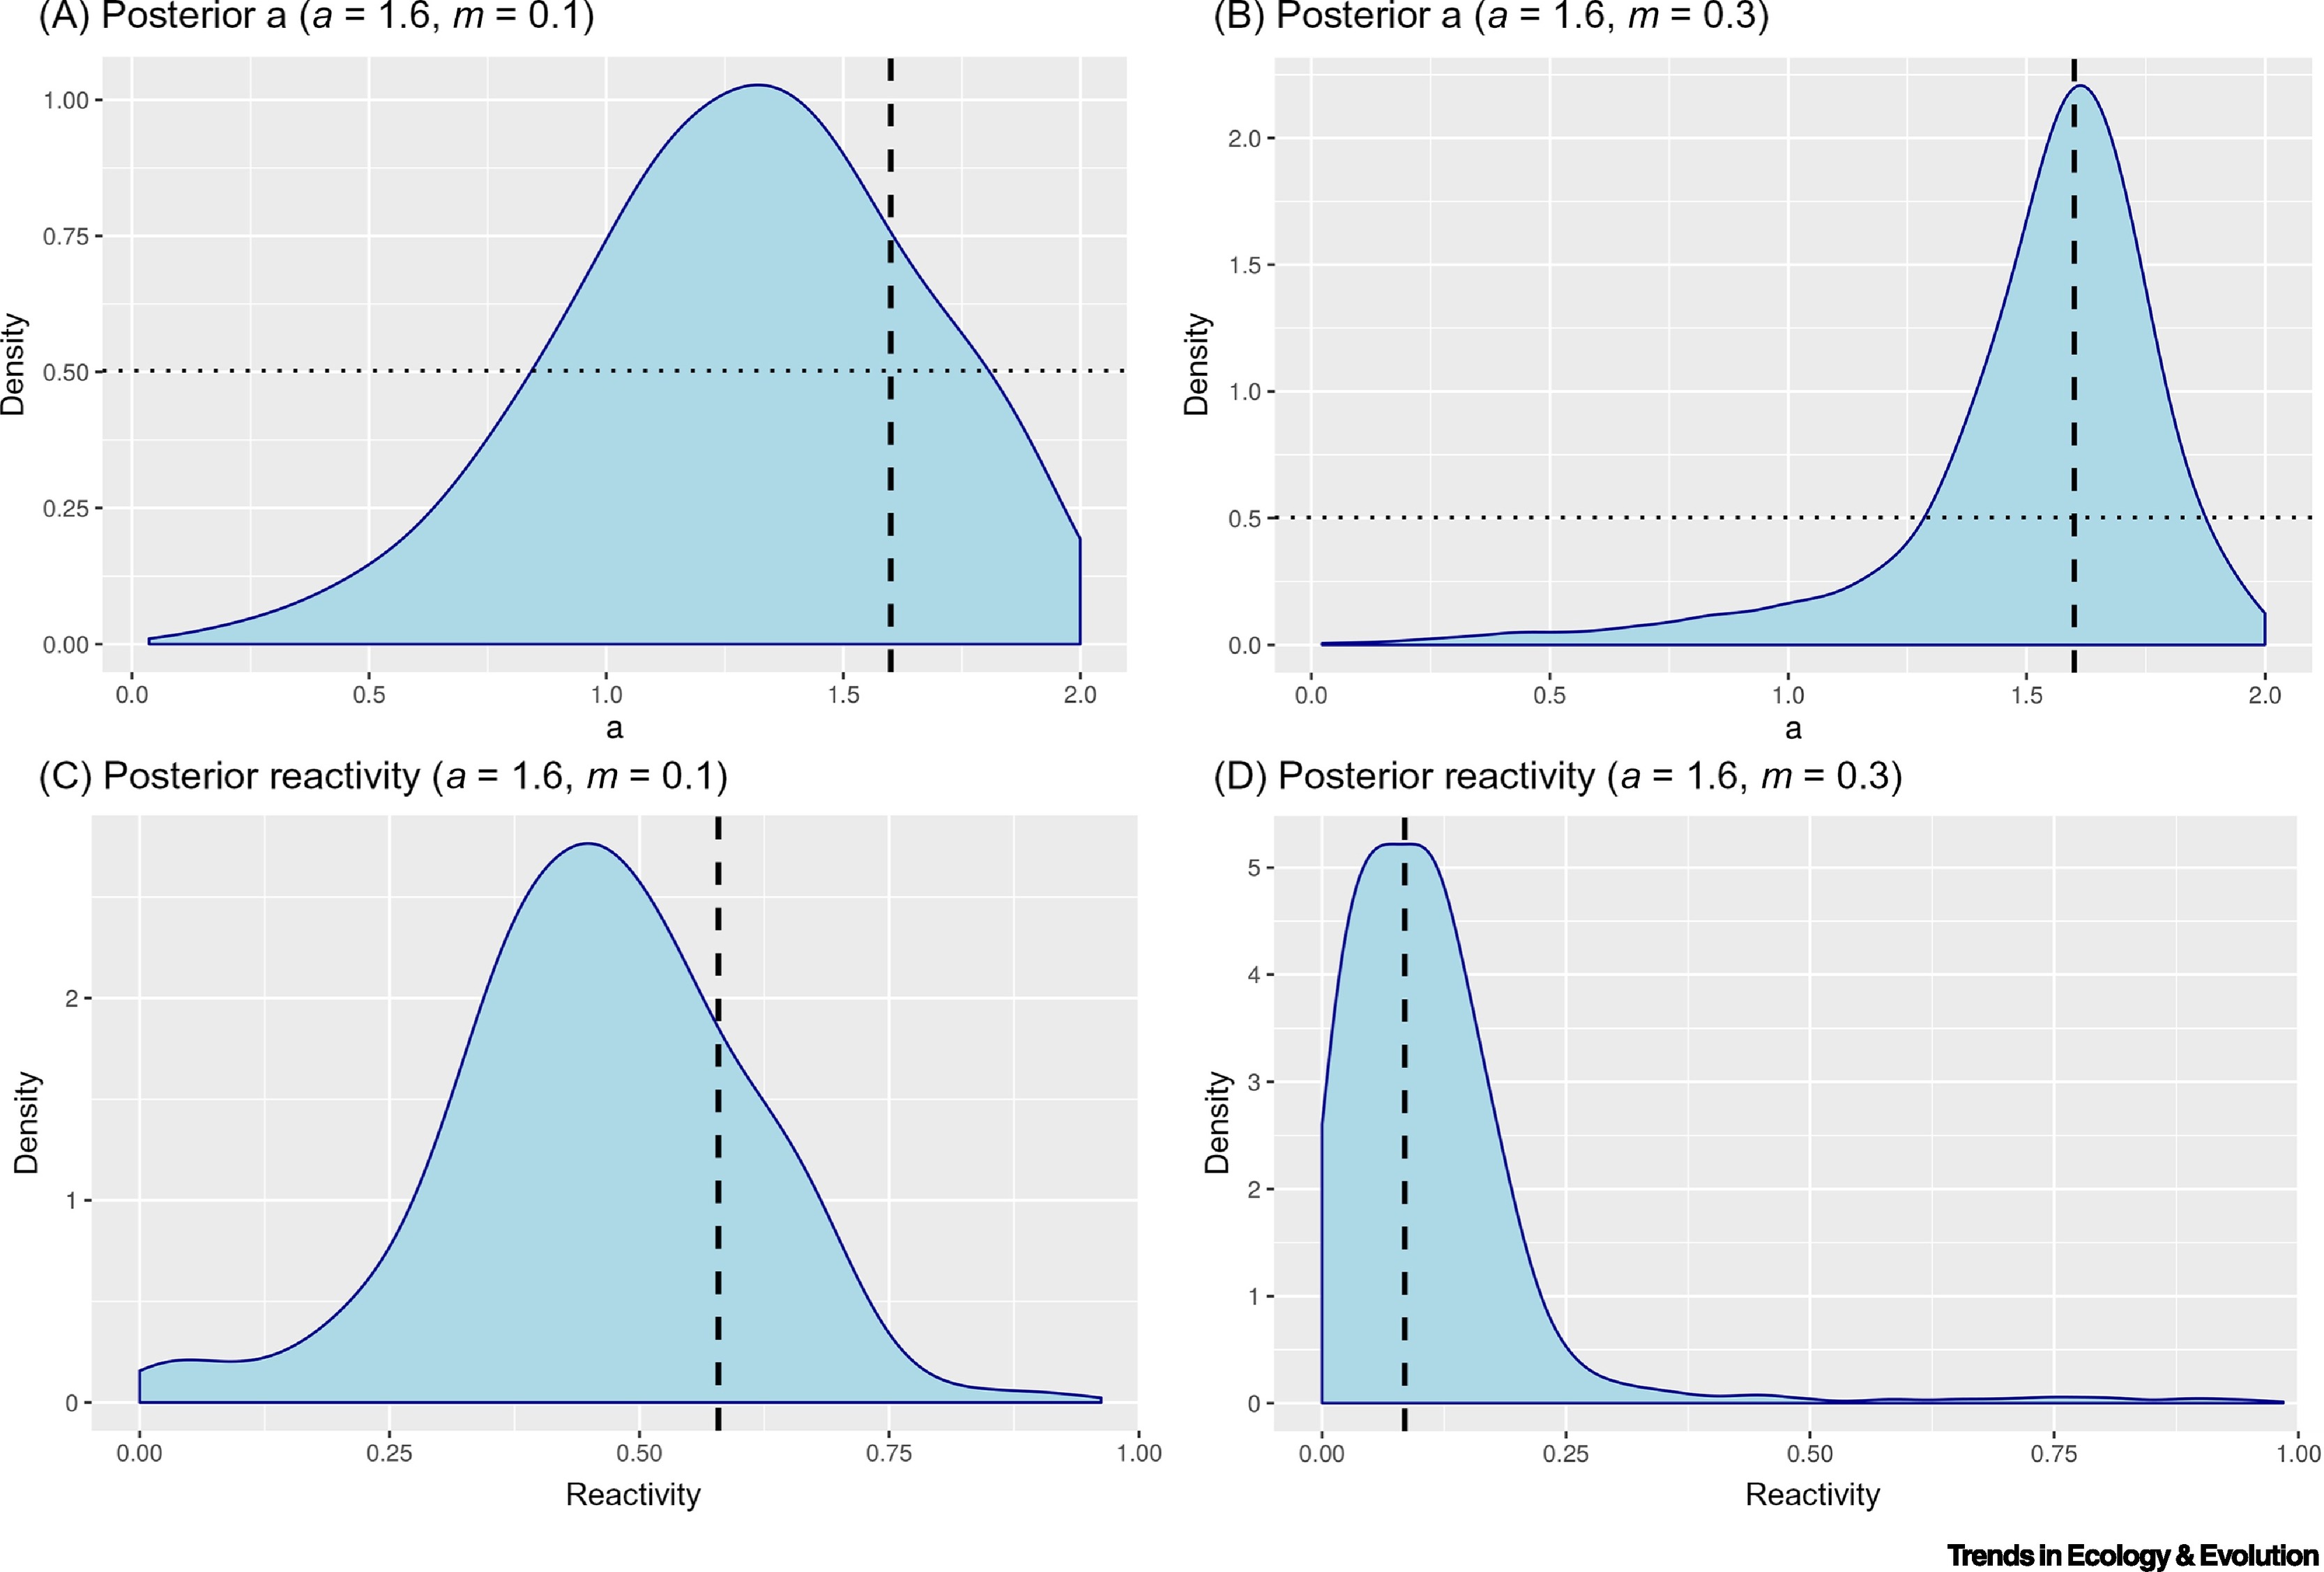 (A) Posterior a (a = 1.6, m = 0.1)
Density
1.00
0.75
0.50
0.25
0.00
0.0 0.5 1.0 1.5 2.0
a
(B) Posterior a (a = 1.6, m = 0.3)
Density
2.0
1.5
1.0
0.5
0.0
0.0 0.5 1.0 1.5 2.0
a
(C) Posterior reactivity (a = 1.6, m = 0.1)
Density
2
1
0
0.00 0.25 0.50 0.75 1.00
Reactivity
(D) Posterior reactivity (a = 1.6, m = 0.3)
Density
5
4
3
2
1
0
0.00 0.25 0.50 0.75 1.00
Reactivity
Trends in Ecology & Evolution